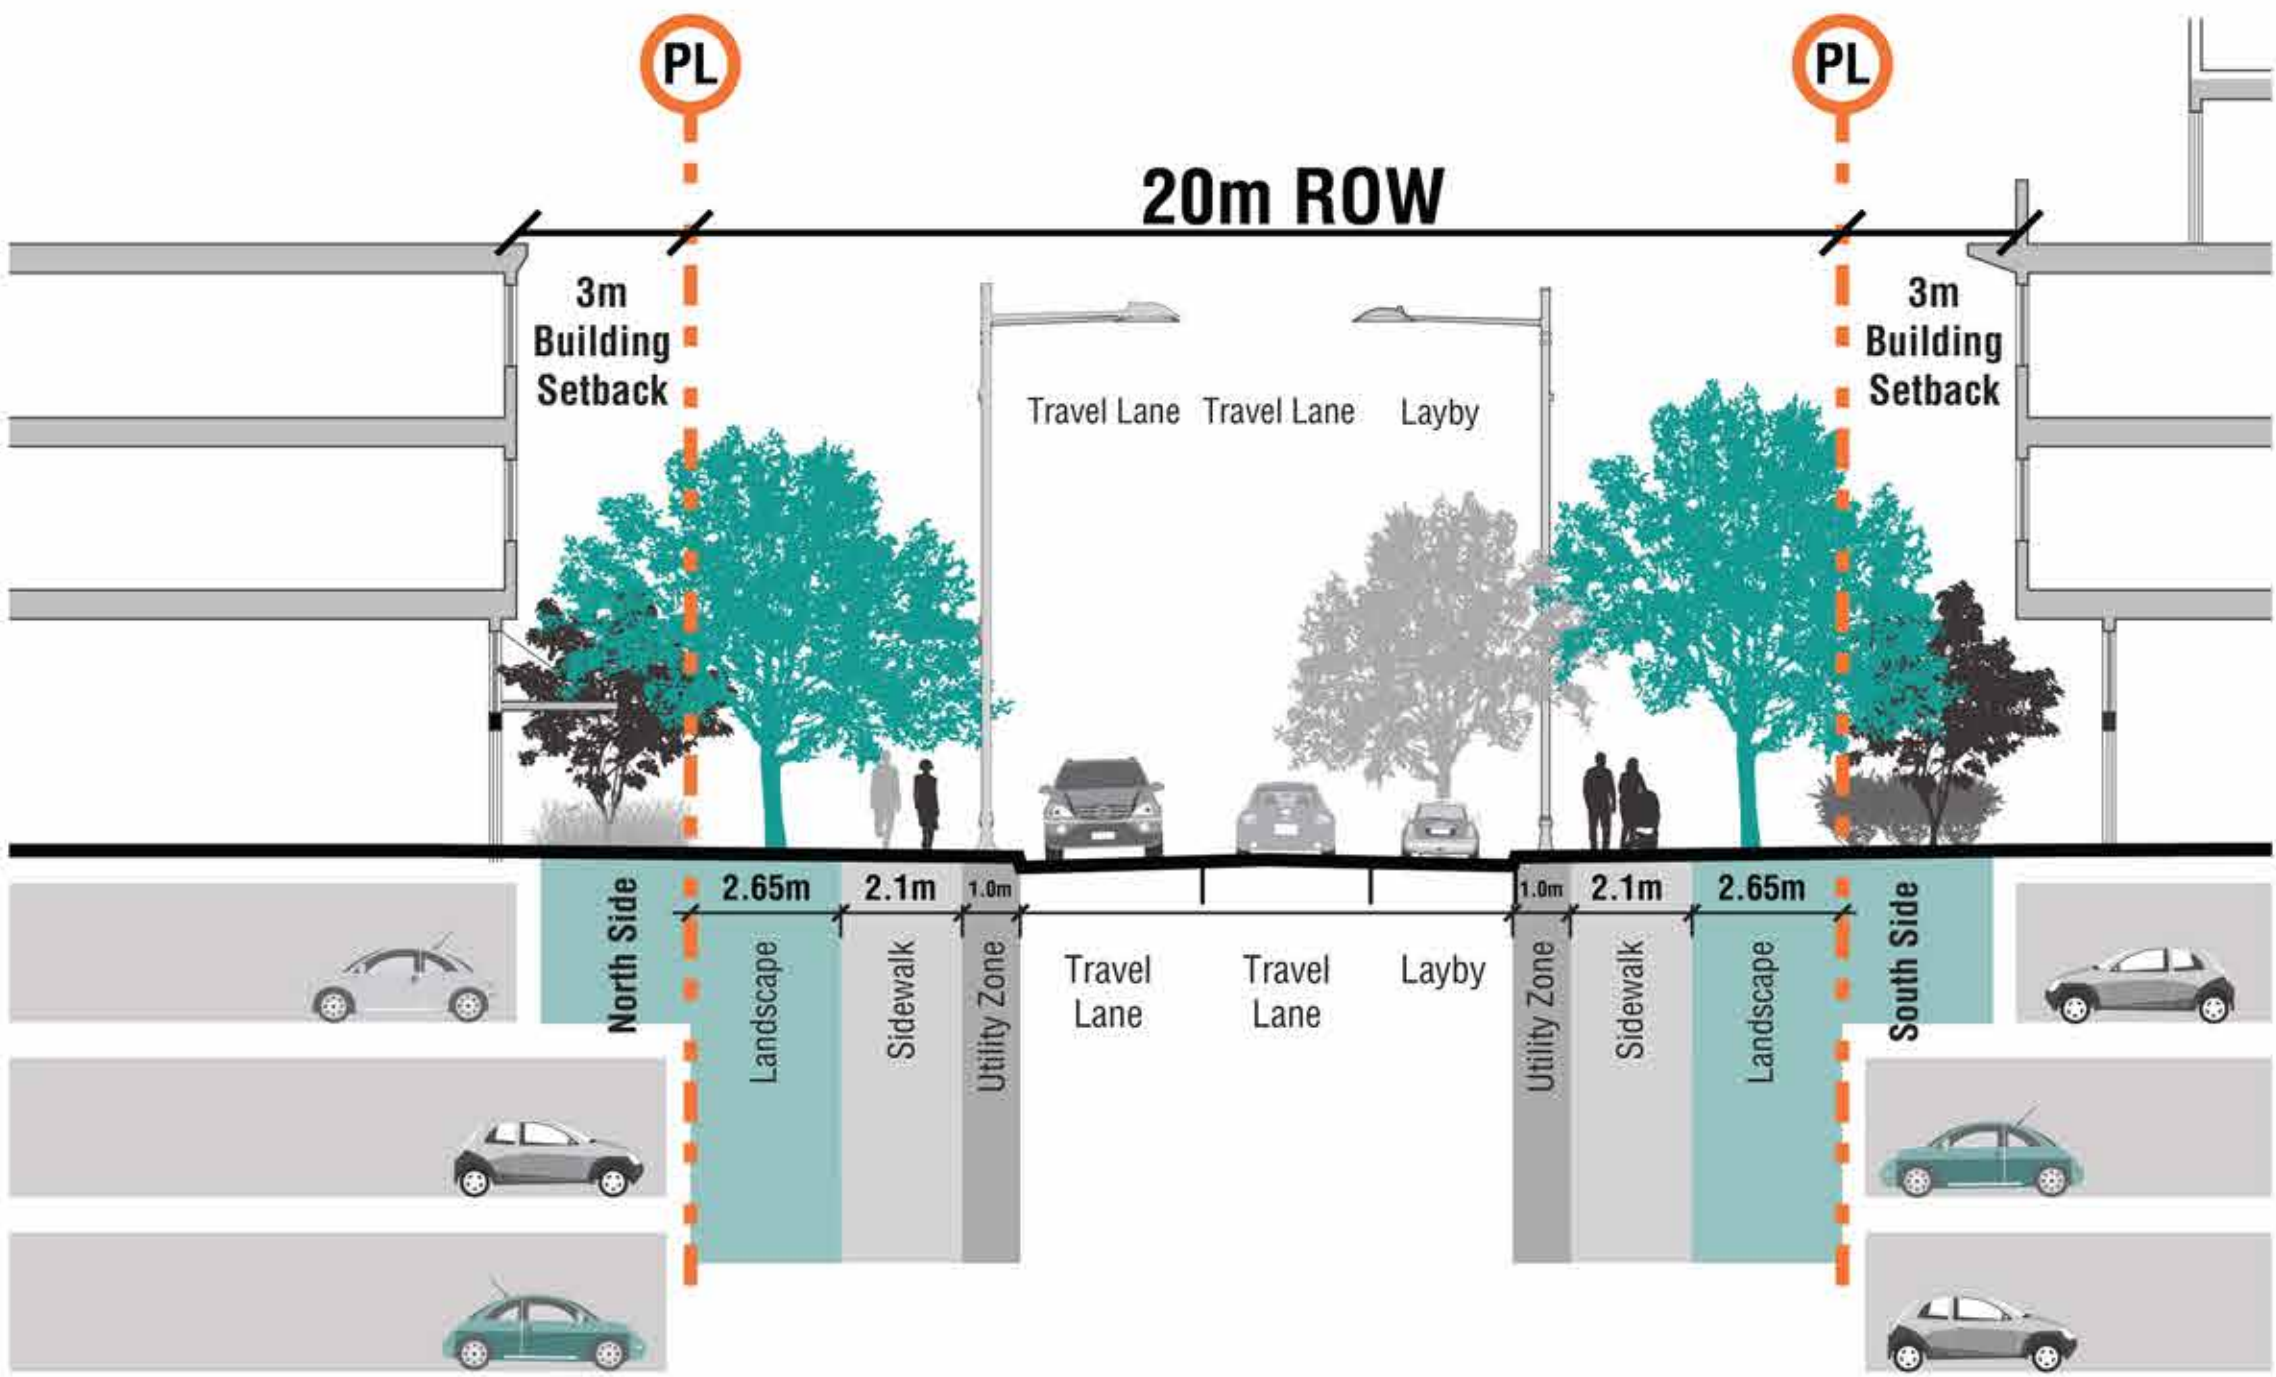 PL
PL
20m ROW
3m
Building
Setback
3m
Building
Setback
Travel Lane
Travel Lane
Layby
North Side
2.65m
2.1m
1.0m
1.0m
2.1m
2.65m
South Side
Landscape
Sidewalk
Utility Zone
Travel
Lane
Travel
Lane
Layby
Utility Zone
Sidewalk
Landscape